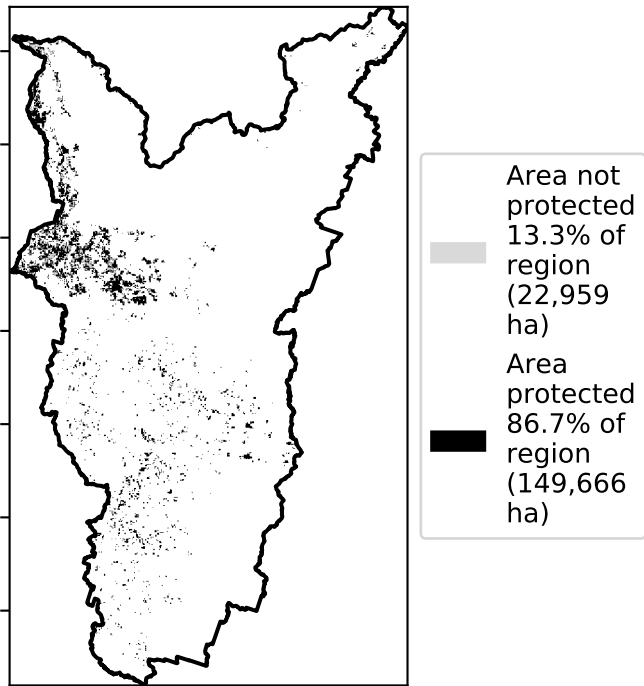 Area not
protected
13.3% of
region
(22,959
ha)
Area
protected
86.7% of
region
(149,666
ha)